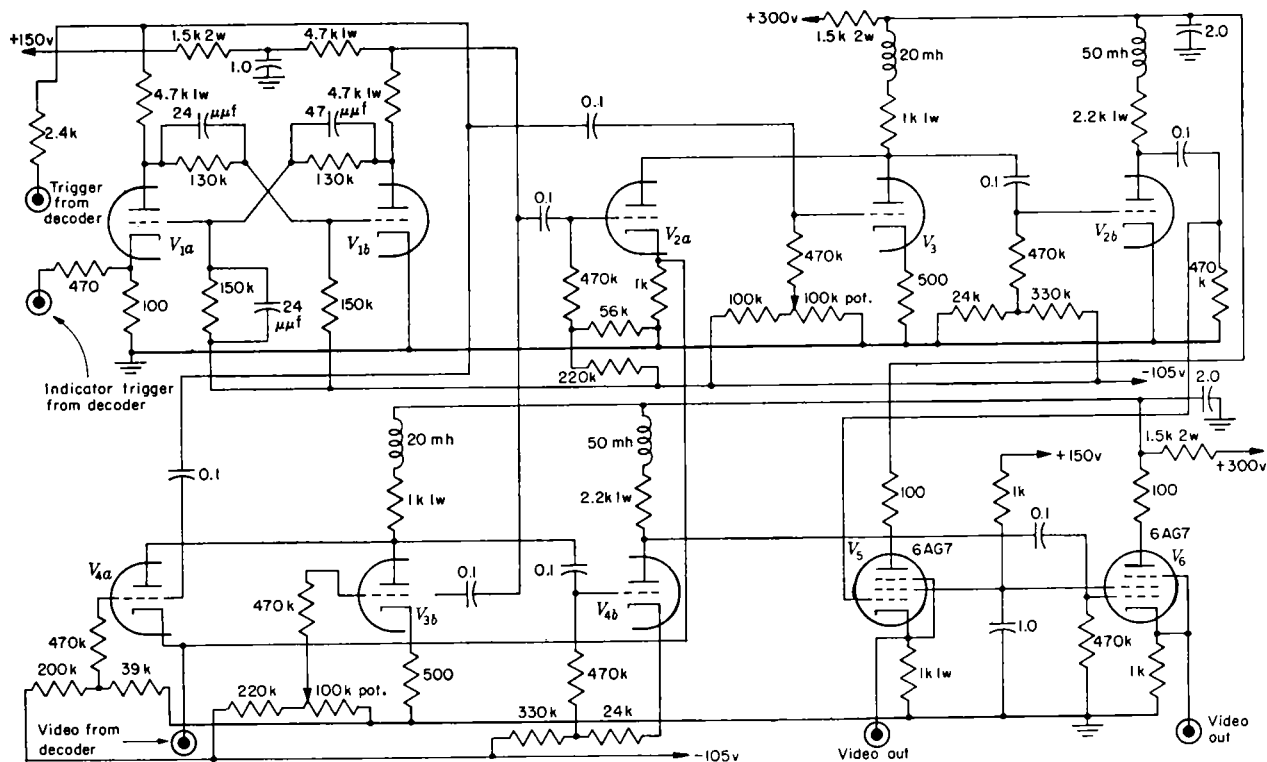 +150v
1.5k 2w
4.7k 1w
1.0
+300v
1.5k 2w
20 mh
50 mh
2.0
2.4k
4.7k 1w
24 μμf
47 μμf
4.7k 1w
0.1
1k 1w
2.2k 1w
0.1
130k
130k
Trigger
from
decoder
V1a
V1b
0.1
V2a
V3
0.1
V2b
470
100
150k
24
μμf
150k
470k
1k
56k
220k
470k
100k
100k pot.
500
470k
24k
330k
470
k
Indicator trigger
from decoder
-105v
0.1
20 mh
50 mh
2.0
1k 1w
2.2k 1w
100
+150v
1k
1.5k 2w
+300v
100
0.1
V4a
470k
V3b
0.1
0.1
V4b
V5
6AG7
6AG7
V6
470k
200k
39k
220k
100k pot.
500
470k
330k
24k
1k 1w
1.0
470k
1k
Video from
decoder
-105v
Video out
Video
out